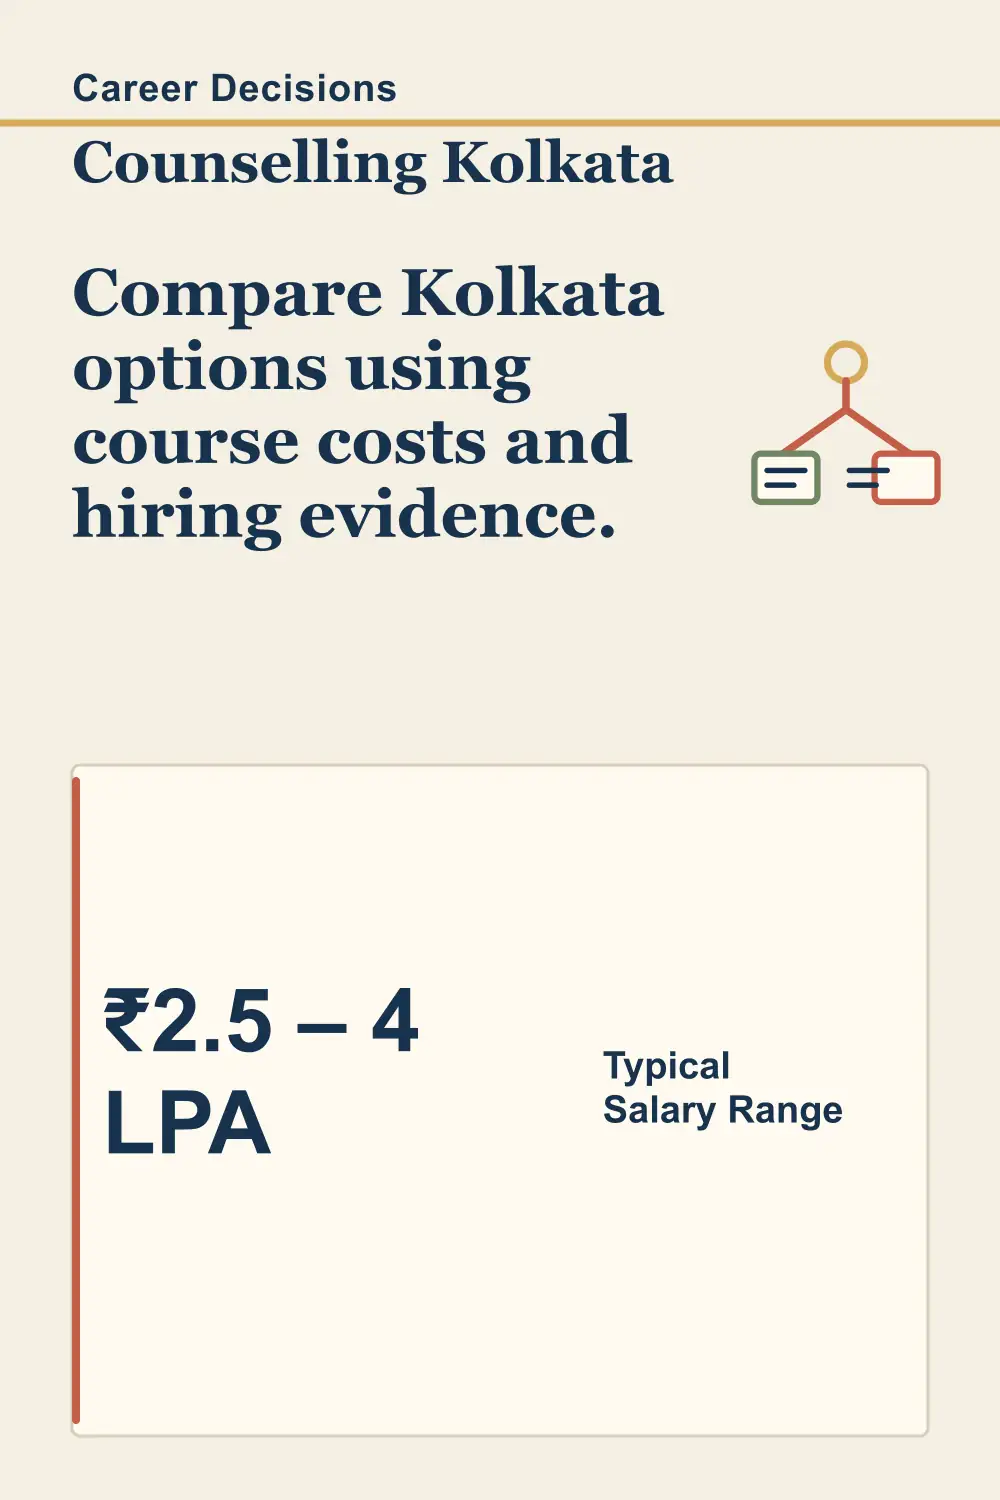 Career Decisions
Counselling Kolkata
Compare Kolkata
options using
course costs and
hiring evidence.
₹2.5 – 4
LPA
Typical
Salary Range